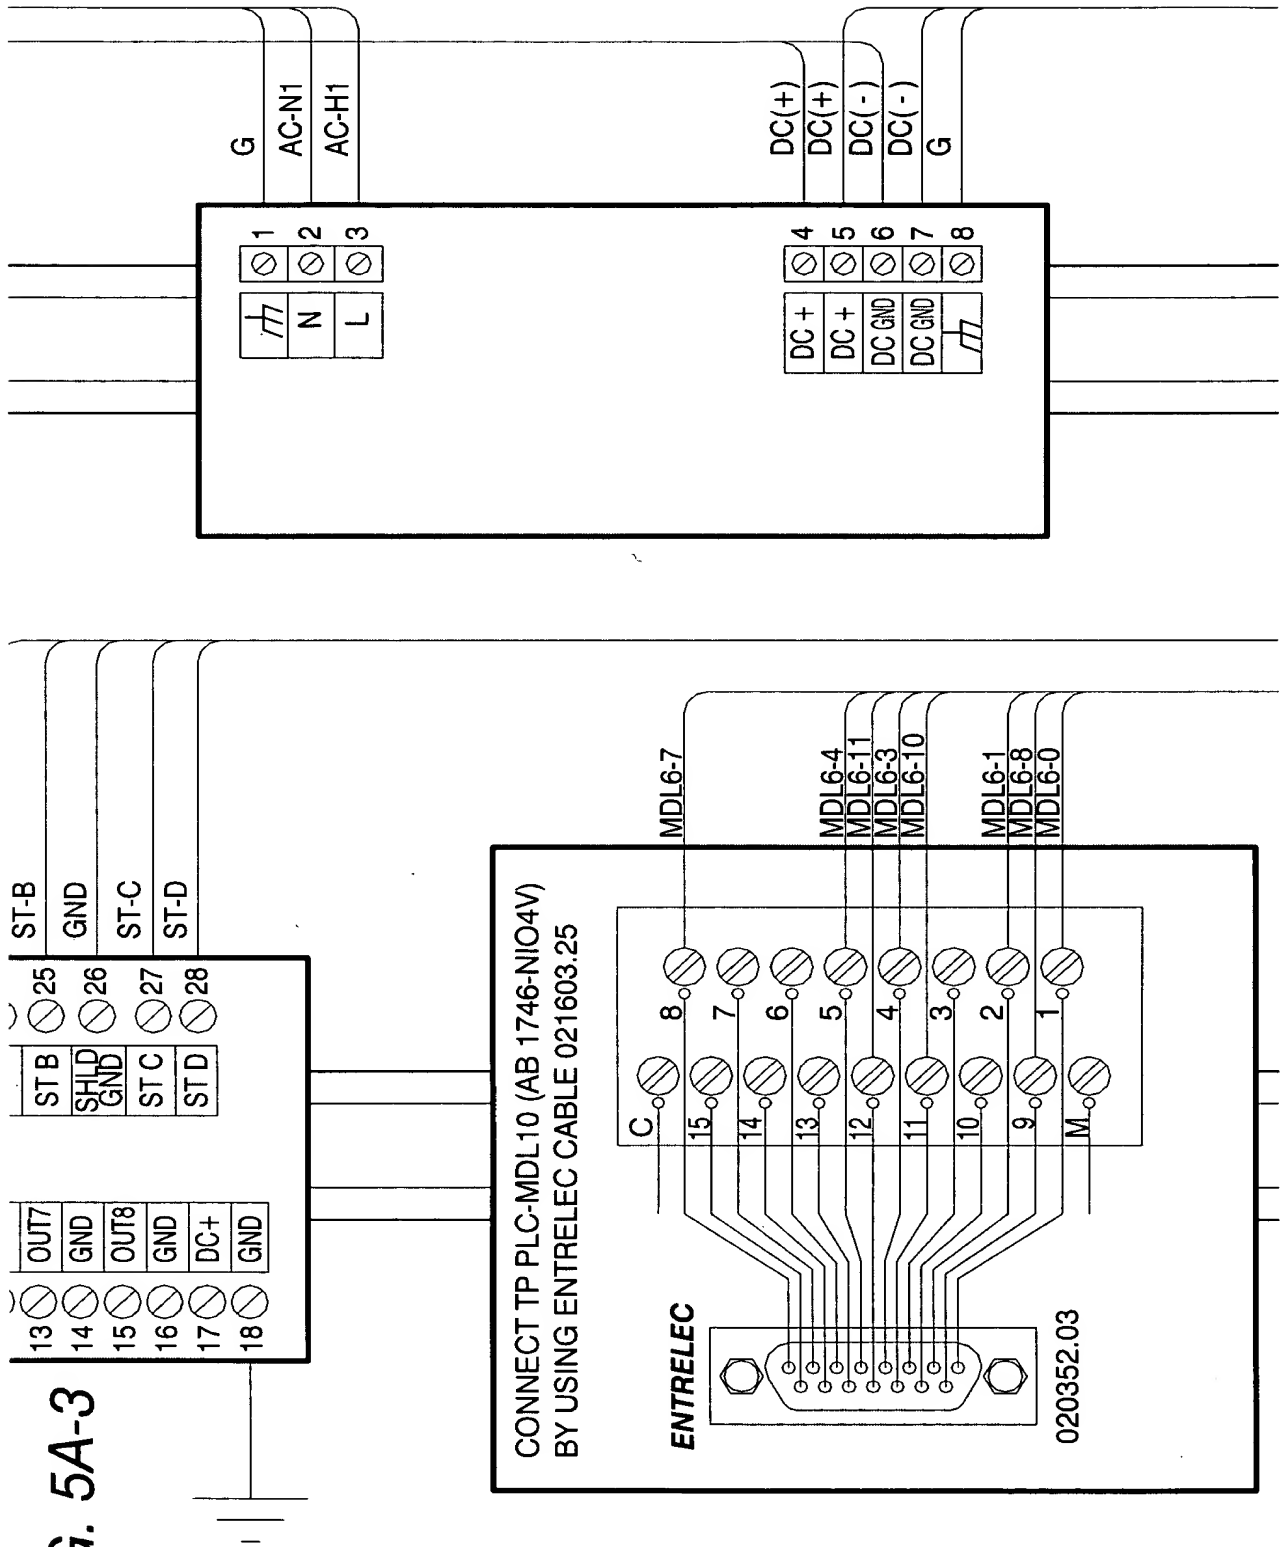 G
AC-N1
AC-H1
DC(+)
DC(+)
DC(-)
DC(-)
G
1
2
3
4
5
6
7
8
N
L
DC +
DC +
DC GND
DC GND
ST-B
GND
ST-C
ST-D
25
26
27
28
ST B
SHLD GND
ST C
ST D
OUT7
GND
OUT8
GND
DC+
GND
13
14
15
16
17
18
MDL6-7
MDL6-4
MDL6-11
MDL6-3
MDL6-10
MDL6-1
MDL6-8
MDL6-0
CONNECT TP PLC-MDL10 (AB 1746-NIO4V)
BY USING ENTRELEC CABLE 021603.25
8
7
6
5
4
3
2
1
C
15
14
13
12
11
10
9
M
ENTRELEC
020352.03
5A-3